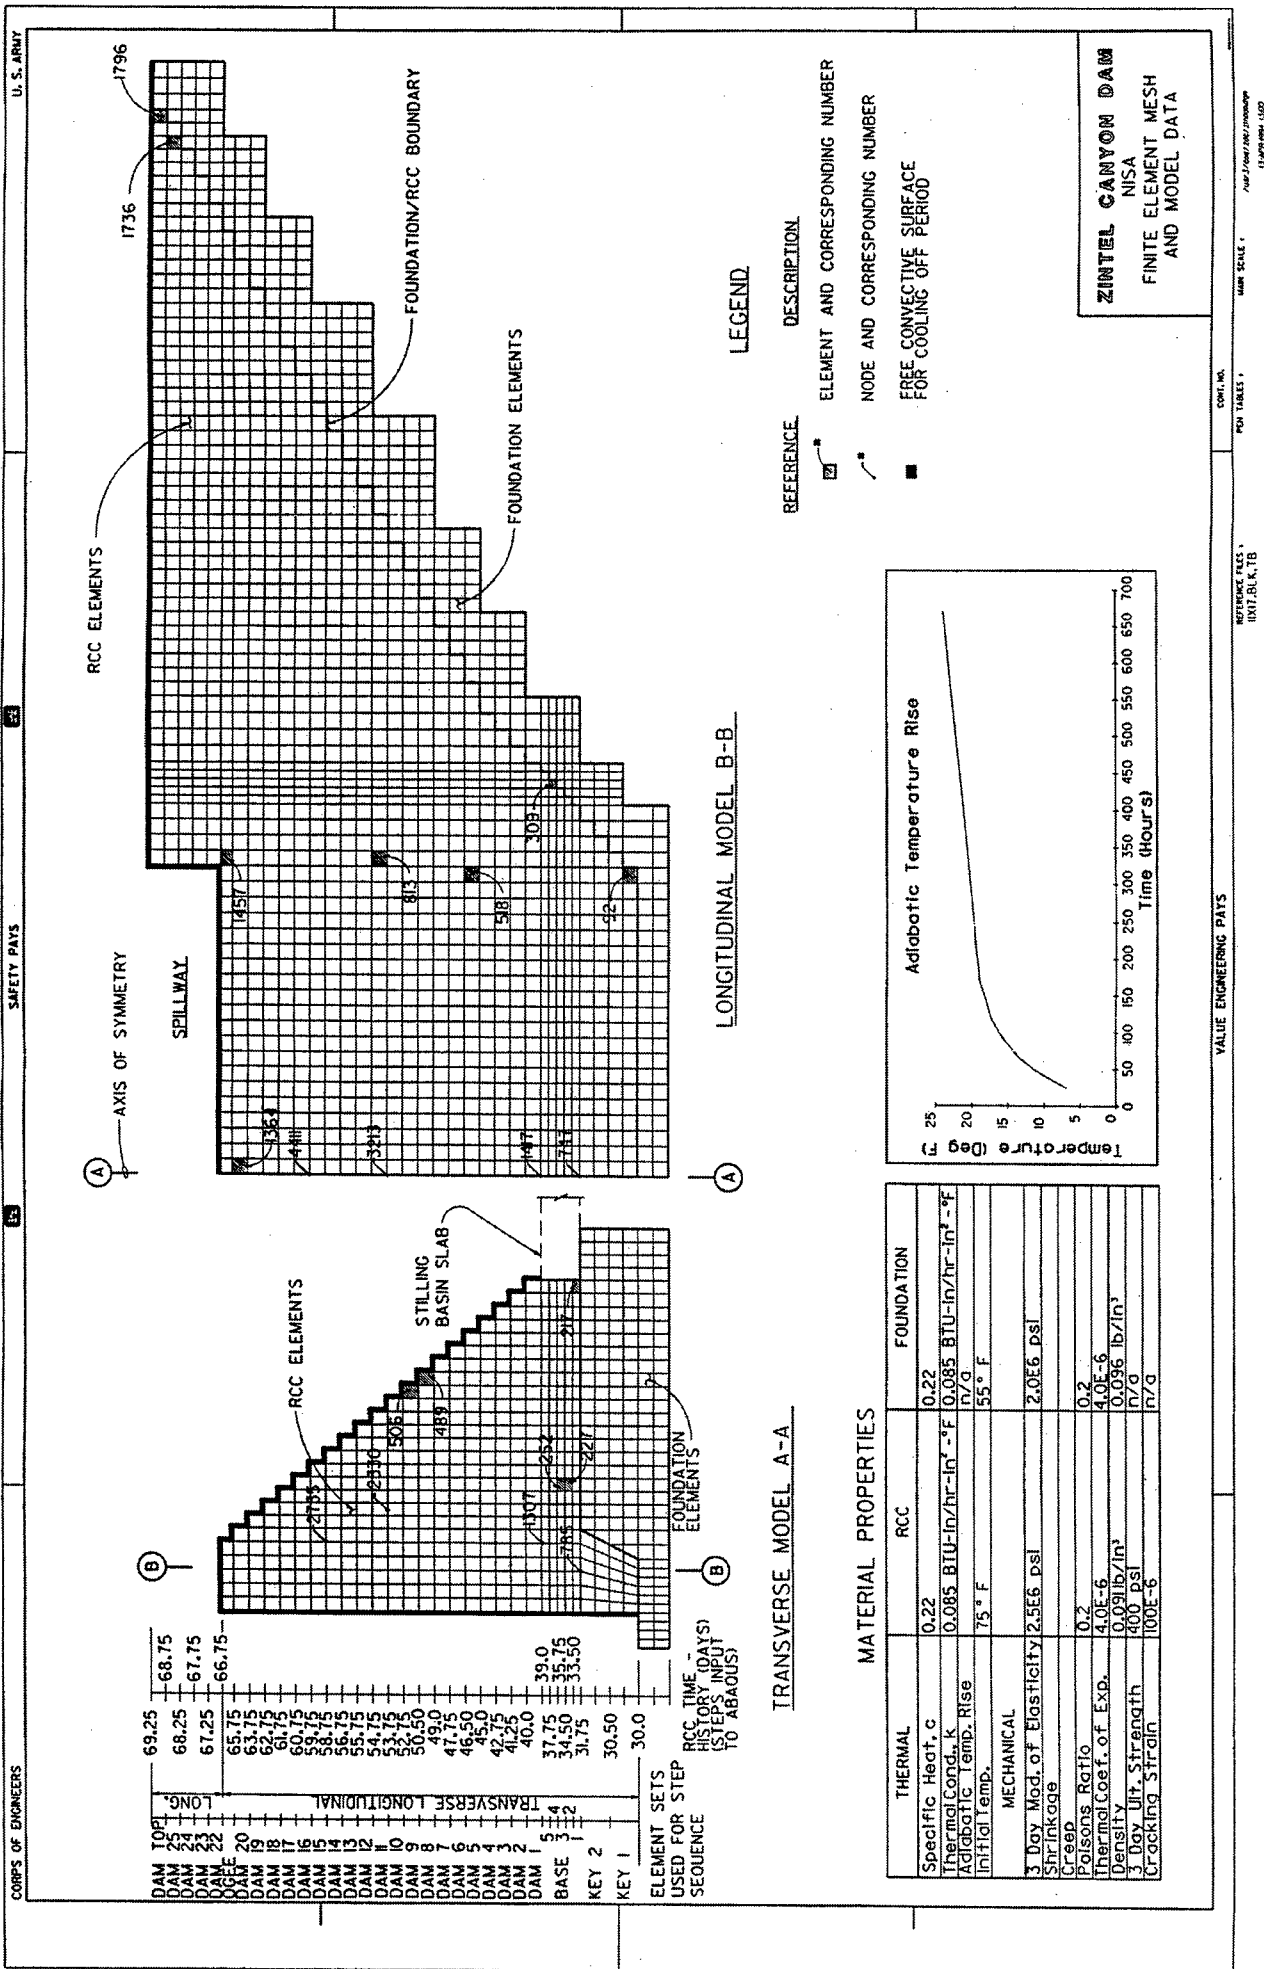 CORPS OF ENGINEERS
SAFETY PAYS
U. S. ARMY
DAM TOP
DAM 25
DAM 24
DAM 23
DAM 22
OGEE
DAM 20
DAM 19
DAM 18
DAM 17
DAM 16
DAM 15
DAM 14
DAM 13
DAM 12
DAM 11
DAM 10
DAM 9
DAM 8
DAM 7
DAM 6
DAM 5
DAM 4
DAM 3
DAM 2
DAM 1
5
4
BASE 3
2
1
KEY 2
KEY 1
ELEMENT SETS
USED FOR STEP
SEQUENCE
LONG.
TRANSVERSE LONGITUDINAL
69.25
68.75
68.25
67.75
67.25
66.75
65.75
63.75
62.75
61.75
60.75
59.75
58.75
56.75
55.75
54.75
53.75
52.75
50.50
49.0
47.75
46.50
45.0
42.75
41.25
40.0
39.0
37.75
35.75
34.50
33.50
31.75
30.50
30.0
RCC TIME -
HISTORY (DAYS)
(STEPS INPUT
TO ABAQUS)
B
RCC ELEMENTS
STILLING
BASIN SLAB
2735
2330
506
489
1307
252
227
217
785
FOUNDATION
ELEMENTS
B
TRANSVERSE MODEL A-A
A
AXIS OF SYMMETRY
SPILLWAY
RCC ELEMENTS
1736
1796
1364
4411
3213
1417
747
1457
813
518
309
92
FOUNDATION/RCC BOUNDARY
FOUNDATION ELEMENTS
A
LONGITUDINAL MODEL B-B
LEGEND
REFERENCE
DESCRIPTION
ELEMENT AND CORRESPONDING NUMBER
NODE AND CORRESPONDING NUMBER
FREE CONVECTIVE SURFACE
FOR COOLING OFF PERIOD
MATERIAL PROPERTIES
THERMAL RCC FOUNDATION
Specific Heat, c 0.22 0.22
Thermal Cond., k 0.085 BTU-in/hr-in²-°F 0.085 BTU-in/hr-in²-°F
Adiabatic Temp. Rise n/a
Initial Temp. 75° F 55° F
MECHANICAL
3 Day Mod. of Elasticity 2.5E6 psi 2.0E6 psi
Shrinkage
Creep
Poisons Ratio 0.2 0.2
Thermal Coef. of Exp. 4.0E-6 4.0E-6
Density 0.091 lb/in³ 0.096 lb/in³
3 Day Ult. Strength 400 psi n/a
Cracking Strain 100E-6 n/a
Adiabatic Temperature Rise
Temperature (Deg F)
25
20
15
10
5
0
0 50 100 150 200 250 300 350 400 450 500 550 600 650 700
Time (Hours)
ZINTEL CANYON DAM
NISA
FINITE ELEMENT MESH
AND MODEL DATA
VALUE ENGINEERING PAYS
CONT. NO.
REFERENCE FILES :
PEN TABLES :
MAIN SCALE :